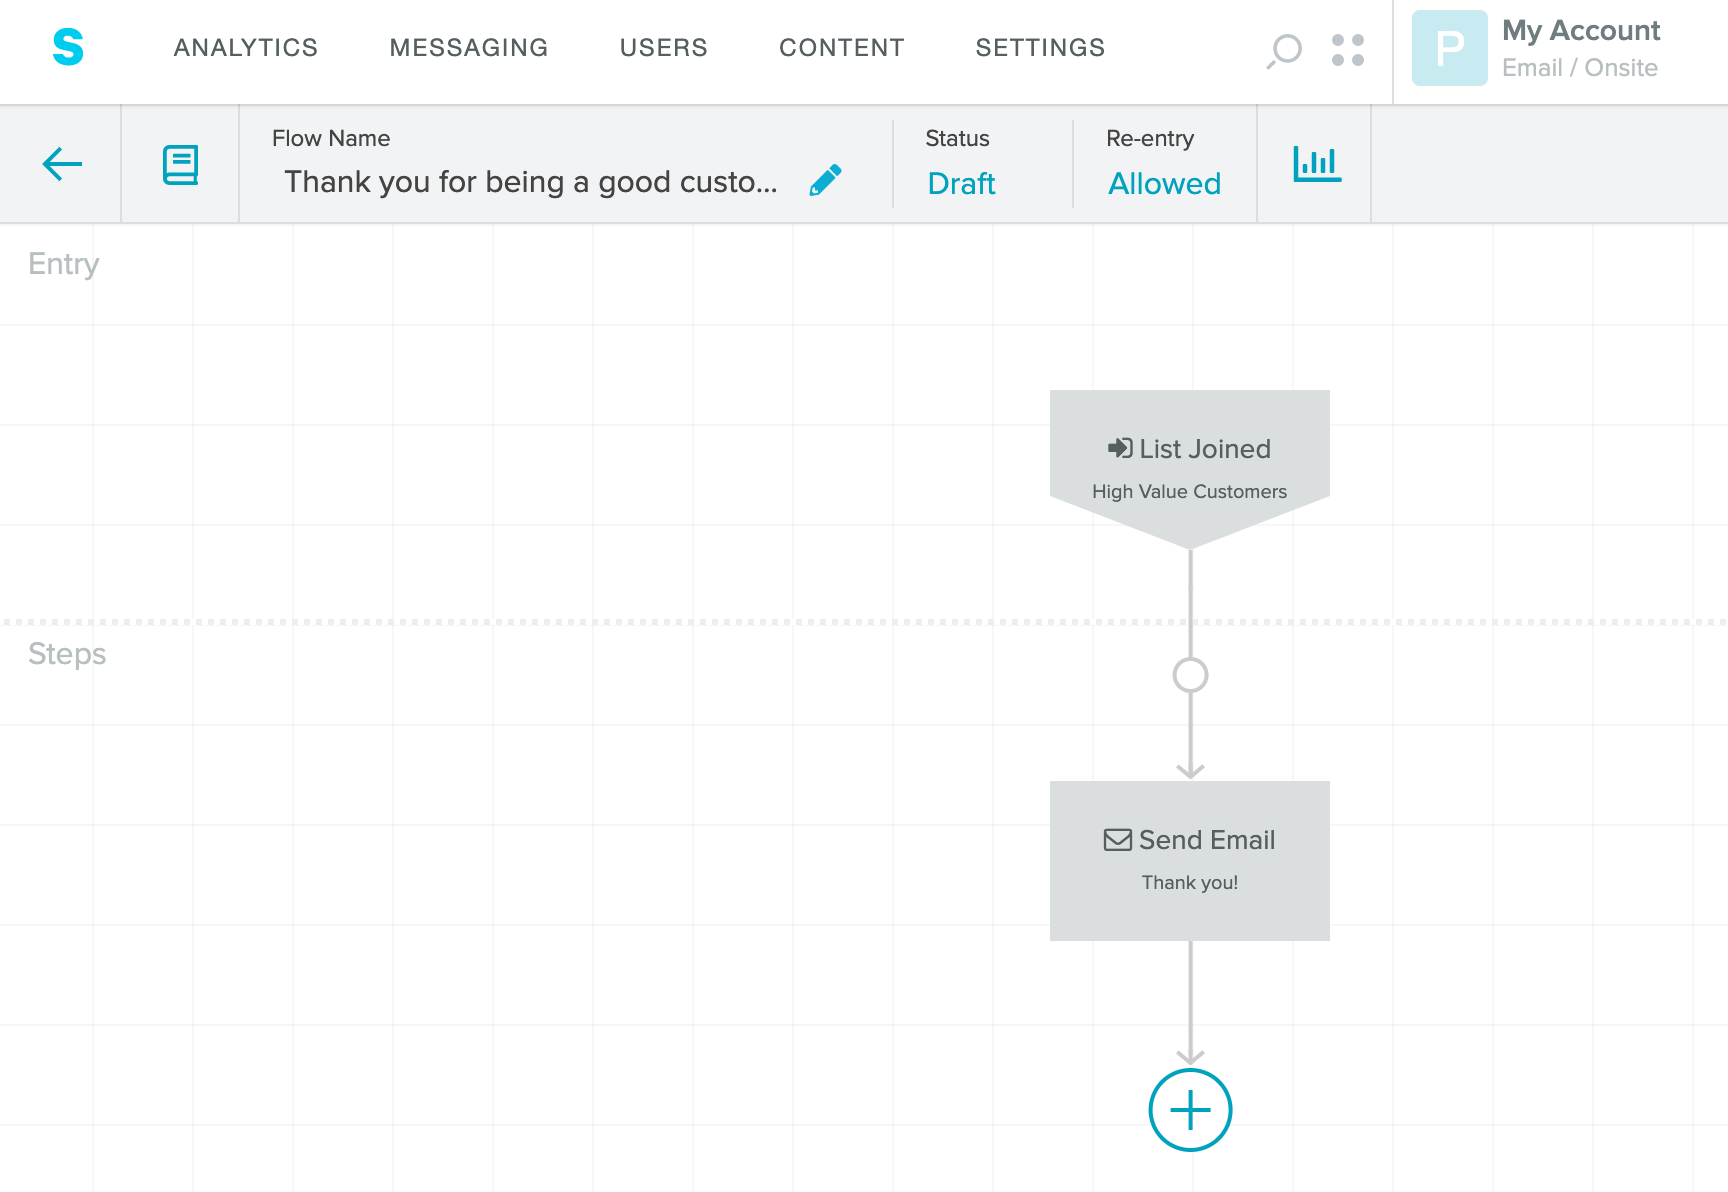 S
ANALYTICS
MESSAGING
USERS
CONTENT
SETTINGS
P
My Account
Email / Onsite
Flow Name
Thank you for being a good custo...
Status
Draft
Re-entry
Allowed
Entry
List Joined
High Value Customers
Steps
Send Email
Thank you!